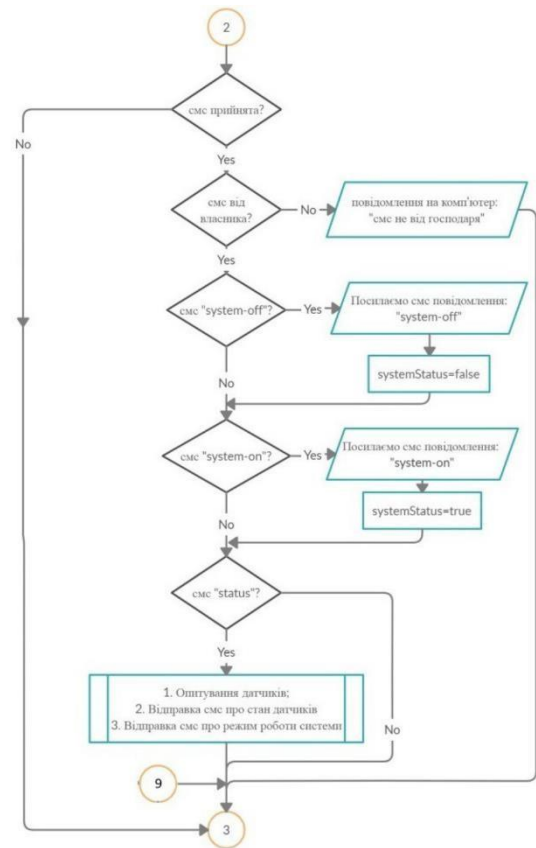 2
смс прийнята?
No
Yes
смс від
власника?
No
повідомлення на комп'ютер:
"смс не від господаря"
Yes
смс "system-off"?
Yes
Посилаємо смс повідомлення:
"system-off"
systemStatus=false
No
смс "system-on"?
Yes
Посилаємо смс повідомлення:
"system-on"
systemStatus=true
No
смс "status"?
Yes
1. Опитування датчиків;
2. Відправка смс про стан датчиків
3. Відправка смс про режим роботи системи
No
9
3